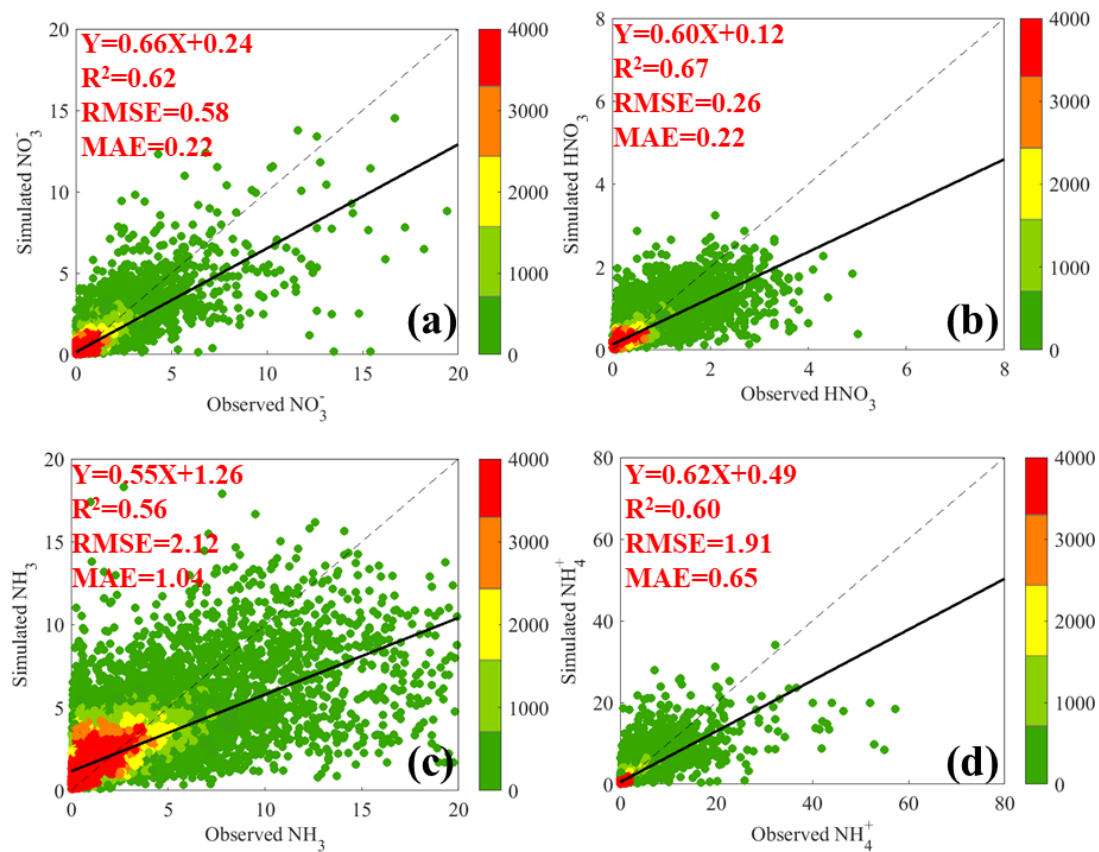 Y=0.66X+0.24
R²=0.62
RMSE=0.58
MAE=0.22
(a)
20
15
10
5
0
0 5 10 15 20
Simulated NO₃⁻
Observed NO₃⁻
4000
3000
2000
1000
0
Y=0.60X+0.12
R²=0.67
RMSE=0.26
MAE=0.22
(b)
8
6
4
2
0
0 2 4 6 8
Simulated HNO₃
Observed HNO₃
4000
3000
2000
1000
0
Y=0.55X+1.26
R²=0.56
RMSE=2.12
MAE=1.04
(c)
20
15
10
5
0
0 5 10 15 20
Simulated NH₃
Observed NH₃
4000
3000
2000
1000
0
Y=0.62X+0.49
R²=0.60
RMSE=1.91
MAE=0.65
(d)
80
70
60
50
40
30
20
10
0
0 20 40 60 80
Simulated NH₄⁺
Observed NH₄⁺
4000
3000
2000
1000
0